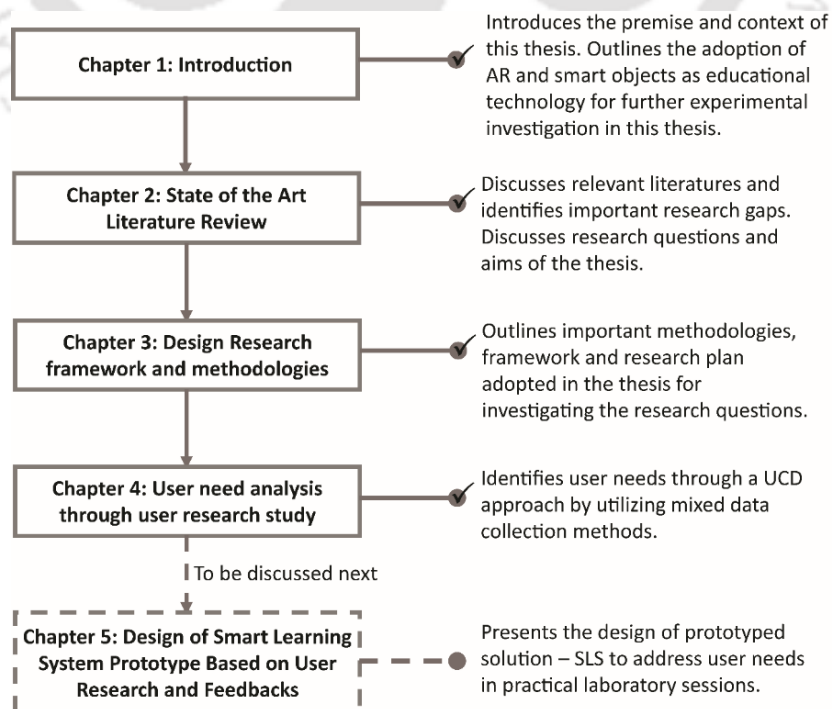 Chapter 1: Introduction
Introduces the premise and context of
this thesis. Outlines the adoption of
AR and smart objects as educational
technology for further experimental
investigation in this thesis.
Chapter 2: State of the Art
Literature Review
Discusses relevant literatures and
identifies important research gaps.
Discusses research questions and
aims of the thesis.
Chapter 3: Design Research
framework and methodologies
Outlines important methodologies,
framework and research plan
adopted in the thesis for
investigating the research questions.
Chapter 4: User need analysis
through user research study
Identifies user needs through a UCD
approach by utilizing mixed data
collection methods.
To be discussed next
Chapter 5: Design of Smart Learning
System Prototype Based on User
Research and Feedbacks
Presents the design of prototyped
solution – SLS to address user needs
in practical laboratory sessions.